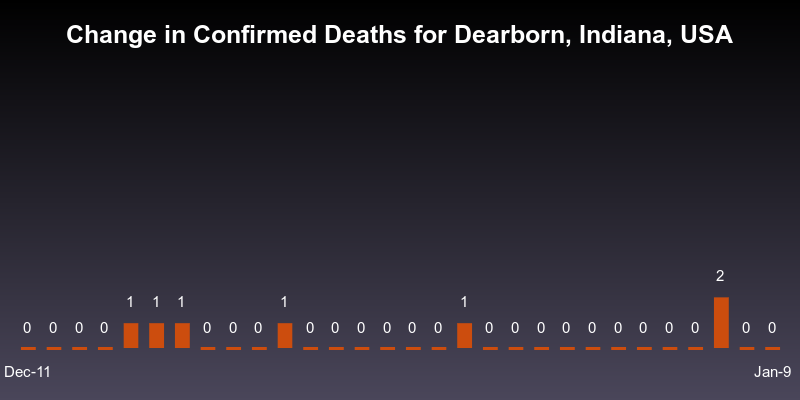 Change in Confirmed Deaths for Dearborn, Indiana, USA
2
1 1 1 1 1
0 0 0 0 0 0 0 0 0 0 0 0 0 0 0 0 0 0 0 0 0 0 0 0
Dec-11 Jan-9